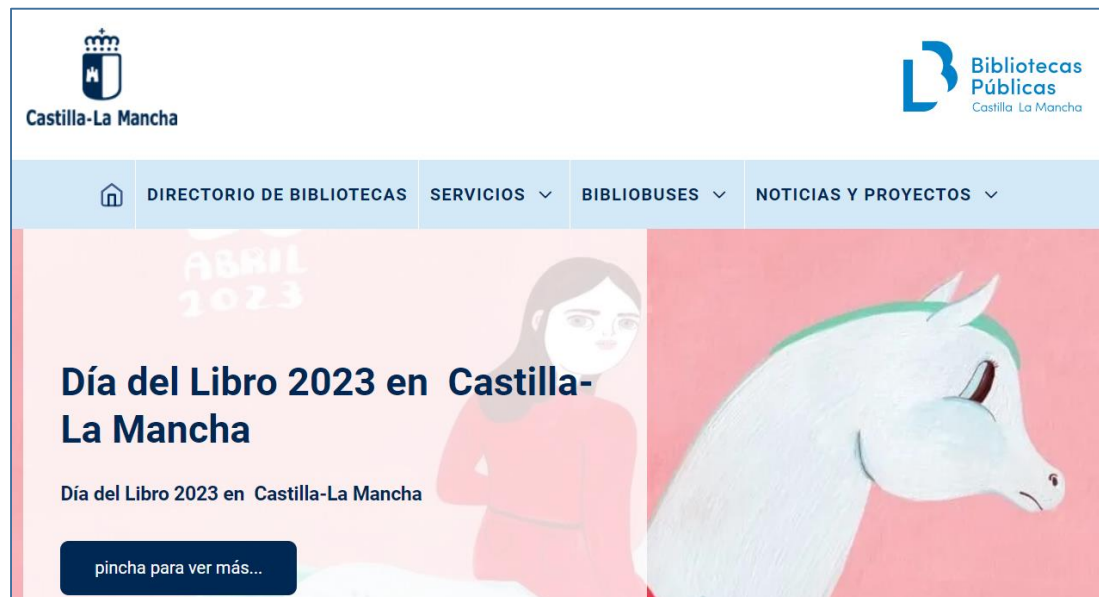 Castilla-La Mancha
Bibliotecas
Públicas
Castilla La Mancha
DIRECTORIO DE BIBLIOTECAS SERVICIOS BIBLIOBUSES NOTICIAS Y PROYECTOS
ABRIL
2023
Día del Libro 2023 en Castilla-
La Mancha
Día del Libro 2023 en Castilla-La Mancha
pincha para ver más...